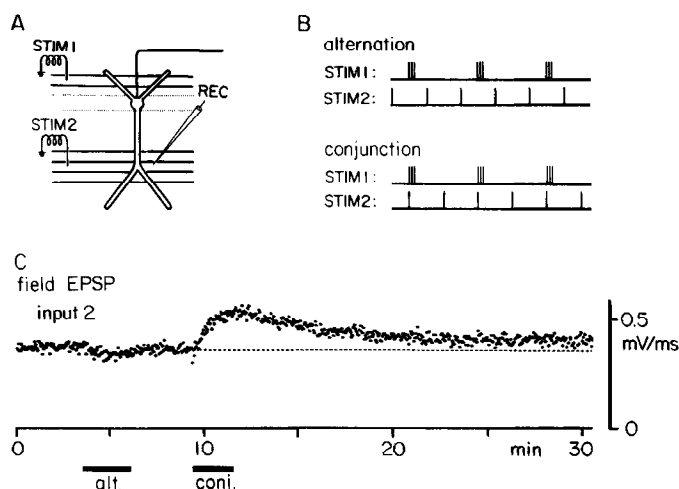 A
STIM1
REC
STIM2
B
alternation
STIM1:
STIM2:
conjunction
STIM1:
STIM2:
C
field EPSP
input 2
0.5
mV/ms
0
0 10 20 min 30
alt conj.